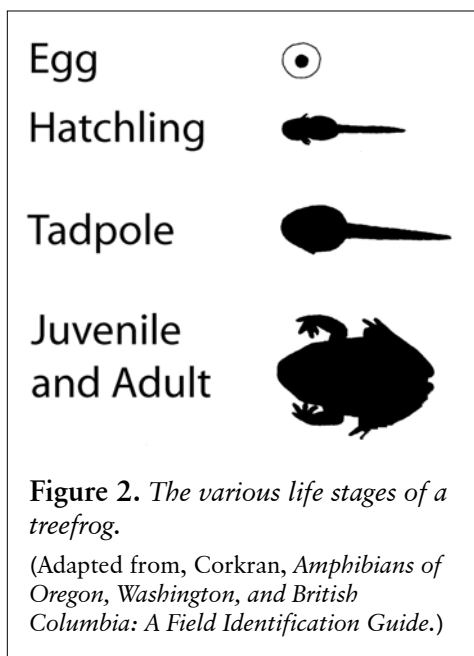 Egg
Hatchling
Tadpole
Juvenile
and Adult
Figure 2. The various life stages of a
treefrog.
(Adapted from, Corkran, Amphibians of
Oregon, Washington, and British
Columbia: A Field Identification Guide.)